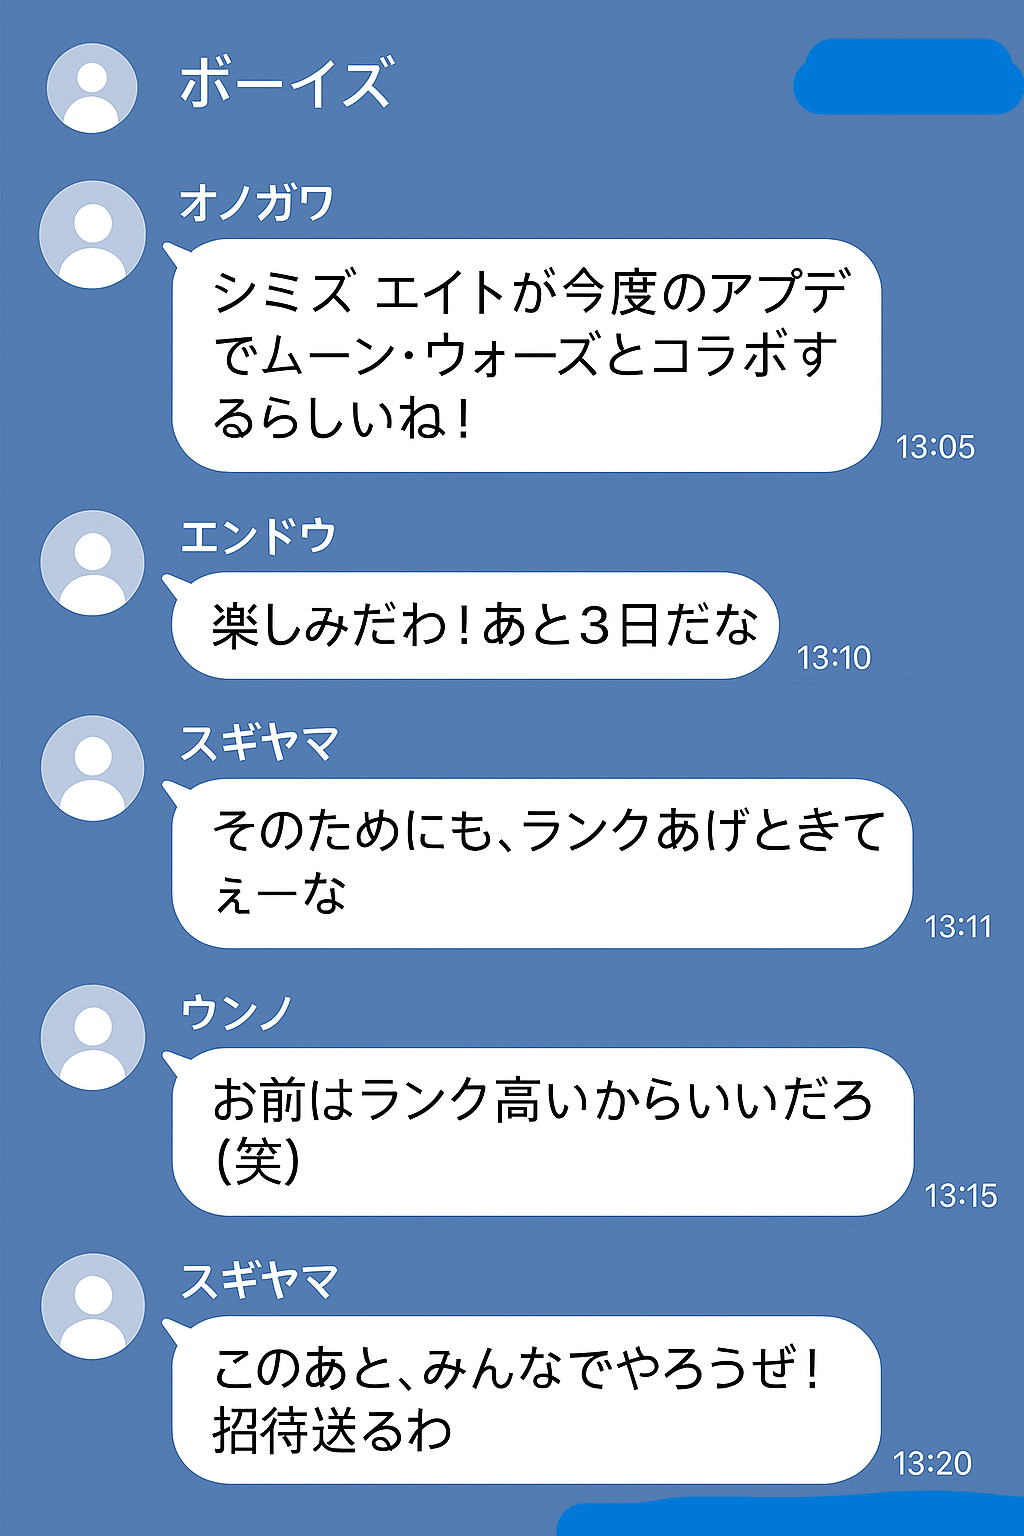 ボーイズ
オノガワ
シミズ エイトが今度のアプデ
でムーン・ウォーズとコラボす
るらしいね!
13:05
エンドウ
楽しみだわ!あと3日だな
13:10
スギヤマ
そのためにも、ランクあげときて
ぇーな
13:11
ウンノ
お前はランク高いからいいだろ
(笑)
13:15
スギヤマ
このあと、みんなでやろうぜ!
招待送るわ
13:20